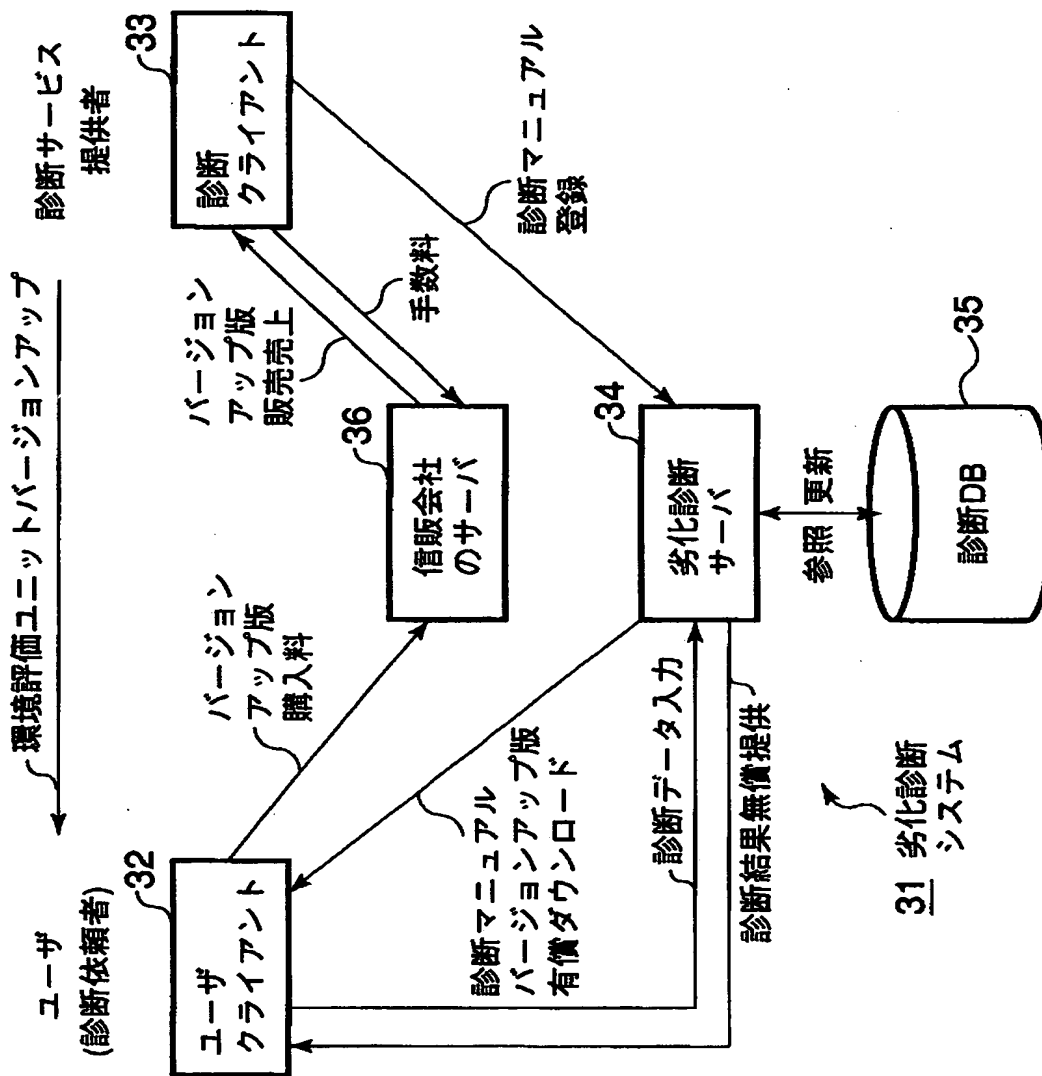 ユーザ
(診断依頼者)
環境評価ユニットバージョンアップ
診断サービス
提供者
32
ユーザ
クライアント
33
診断
クライアント
バージョン
アップ版
購入料
バージョン
アップ版
販売売上
手数料
36
信販会社
のサーバ
診断マニュアル
登録
診断マニュアル
バージョンアップ版
有償ダウンロード
34
劣化診断
サーバ
診断データ入力
診断結果無償提供
参照 更新
35
診断DB
31 劣化診断
システム